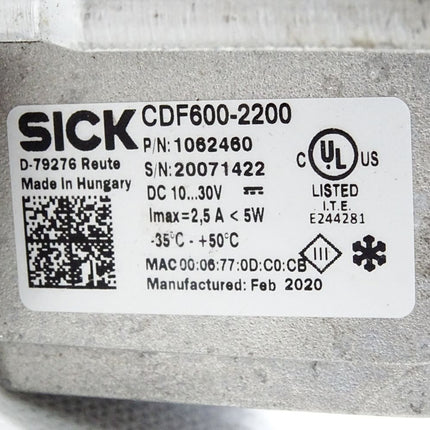 SICK
D-79276 Reute
Made In Hungary
CDF600-2200
P/N: 1062460
S/N: 20071422
DC 10...30V ⎓
Imax=2,5 A < 5W
-35°C - +50°C
MAC 00:06:77:0D:C0:CB
Manufactured: Feb 2020
C UL US
LISTED
I.T.E.
E244281
III